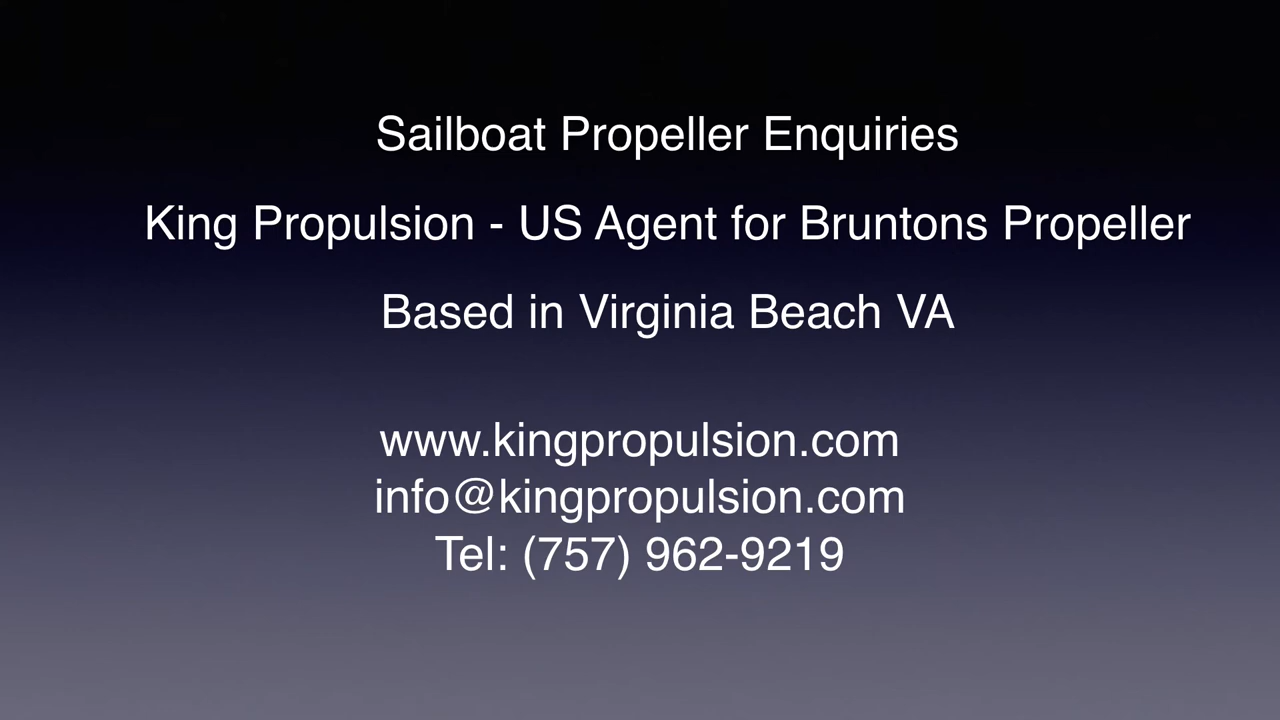 Sailboat Propeller Enquiries
King Propulsion - US Agent for Bruntons Propeller
Based in Virginia Beach VA
www.kingpropulsion.com
info@kingpropulsion.com
Tel: (757) 962-9219